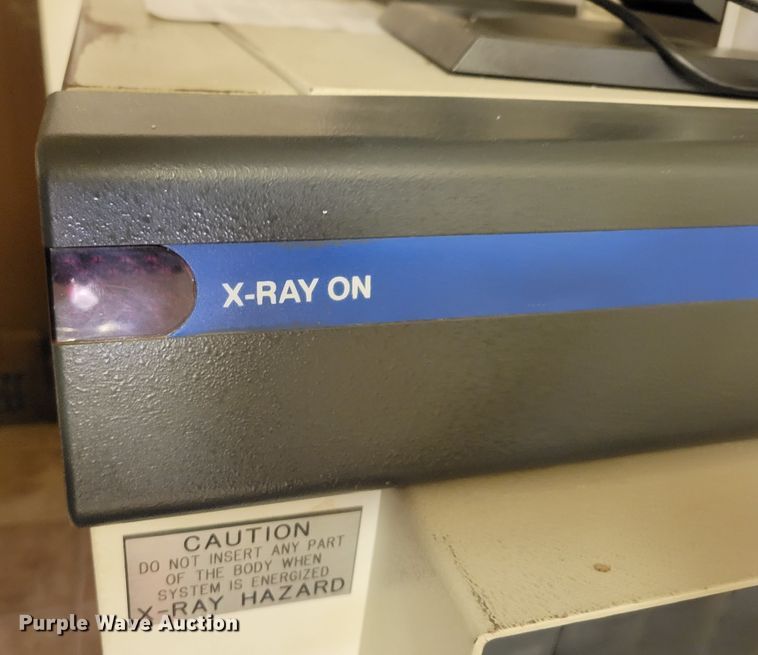 X-RAY ON
CAUTION
DO NOT INSERT ANY PART
OF THE BODY WHEN
SYSTEM IS ENERGIZED
X-RAY HAZARD
Purple Wave Auction